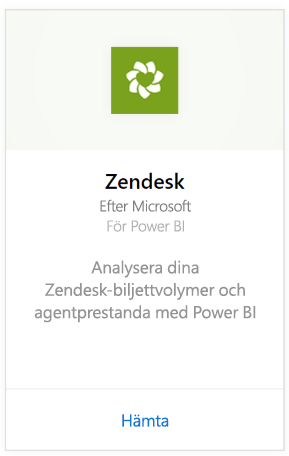 Zendesk
Efter Microsoft
För Power BI
Analysera dina
Zendesk-biljettvolymer och
agentprestanda med Power BI
Hämta